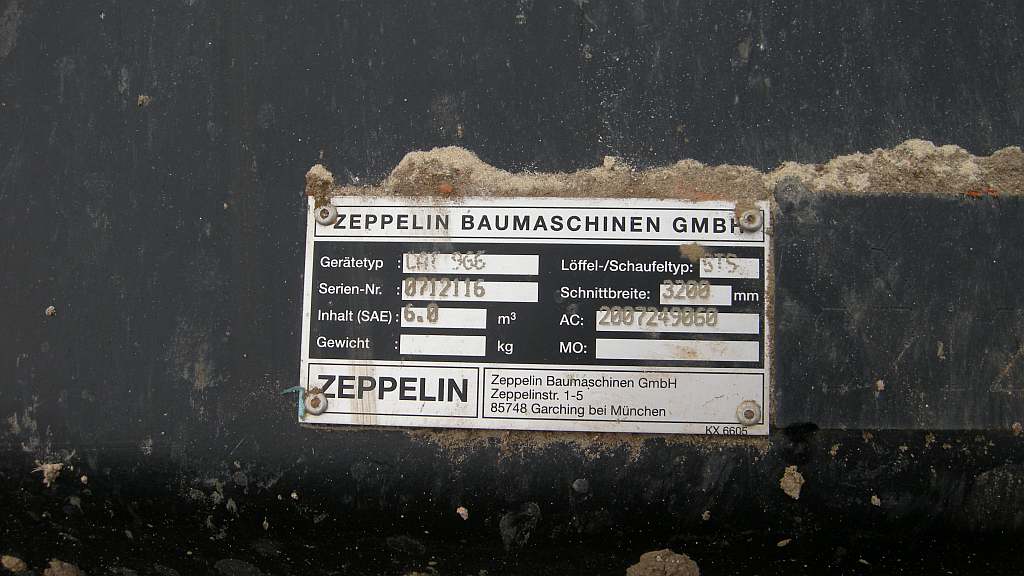 ZEPPELIN BAUMASCHINEN GMBH
Gerätetyp : CAT 966 Löffel-/Schaufeltyp: GTS
Serien-Nr. : 0712116 Schnittbreite: 3200 mm
Inhalt (SAE) : 6.0 m³ AC: 2007249060
Gewicht : kg MO:
ZEPPELIN
Zeppelin Baumaschinen GmbH
Zeppelinstr. 1-5
85748 Garching bei München
KX 6605